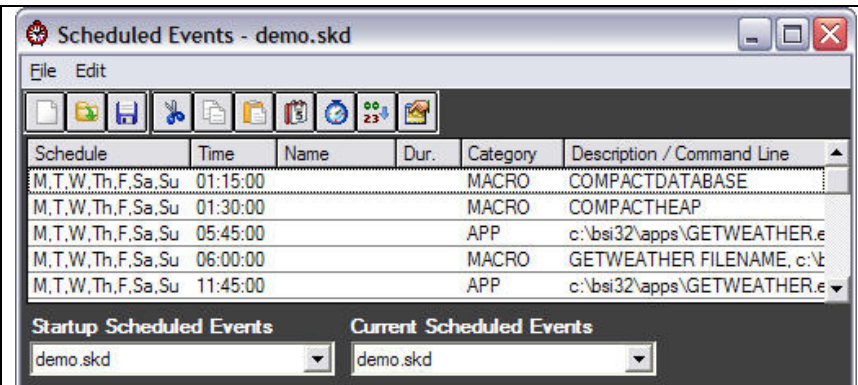 Scheduled Events - demo.skd
File Edit
Schedule Time Name Dur. Category Description / Command Line
M,T,W,Th,F,Sa,Su 01:15:00 MACRO COMPACTDATABASE
M,T,W,Th,F,Sa,Su 01:30:00 MACRO COMPACTHEAP
M,T,W,Th,F,Sa,Su 05:45:00 APP c:\bsi32\apps\GETWEATHER.e
M,T,W,Th,F,Sa,Su 06:00:00 MACRO GETWEATHER FILENAME, c:\b
M,T,W,Th,F,Sa,Su 11:45:00 APP c:\bsi32\apps\GETWEATHER.e
Startup Scheduled Events Current Scheduled Events
demo.skd demo.skd